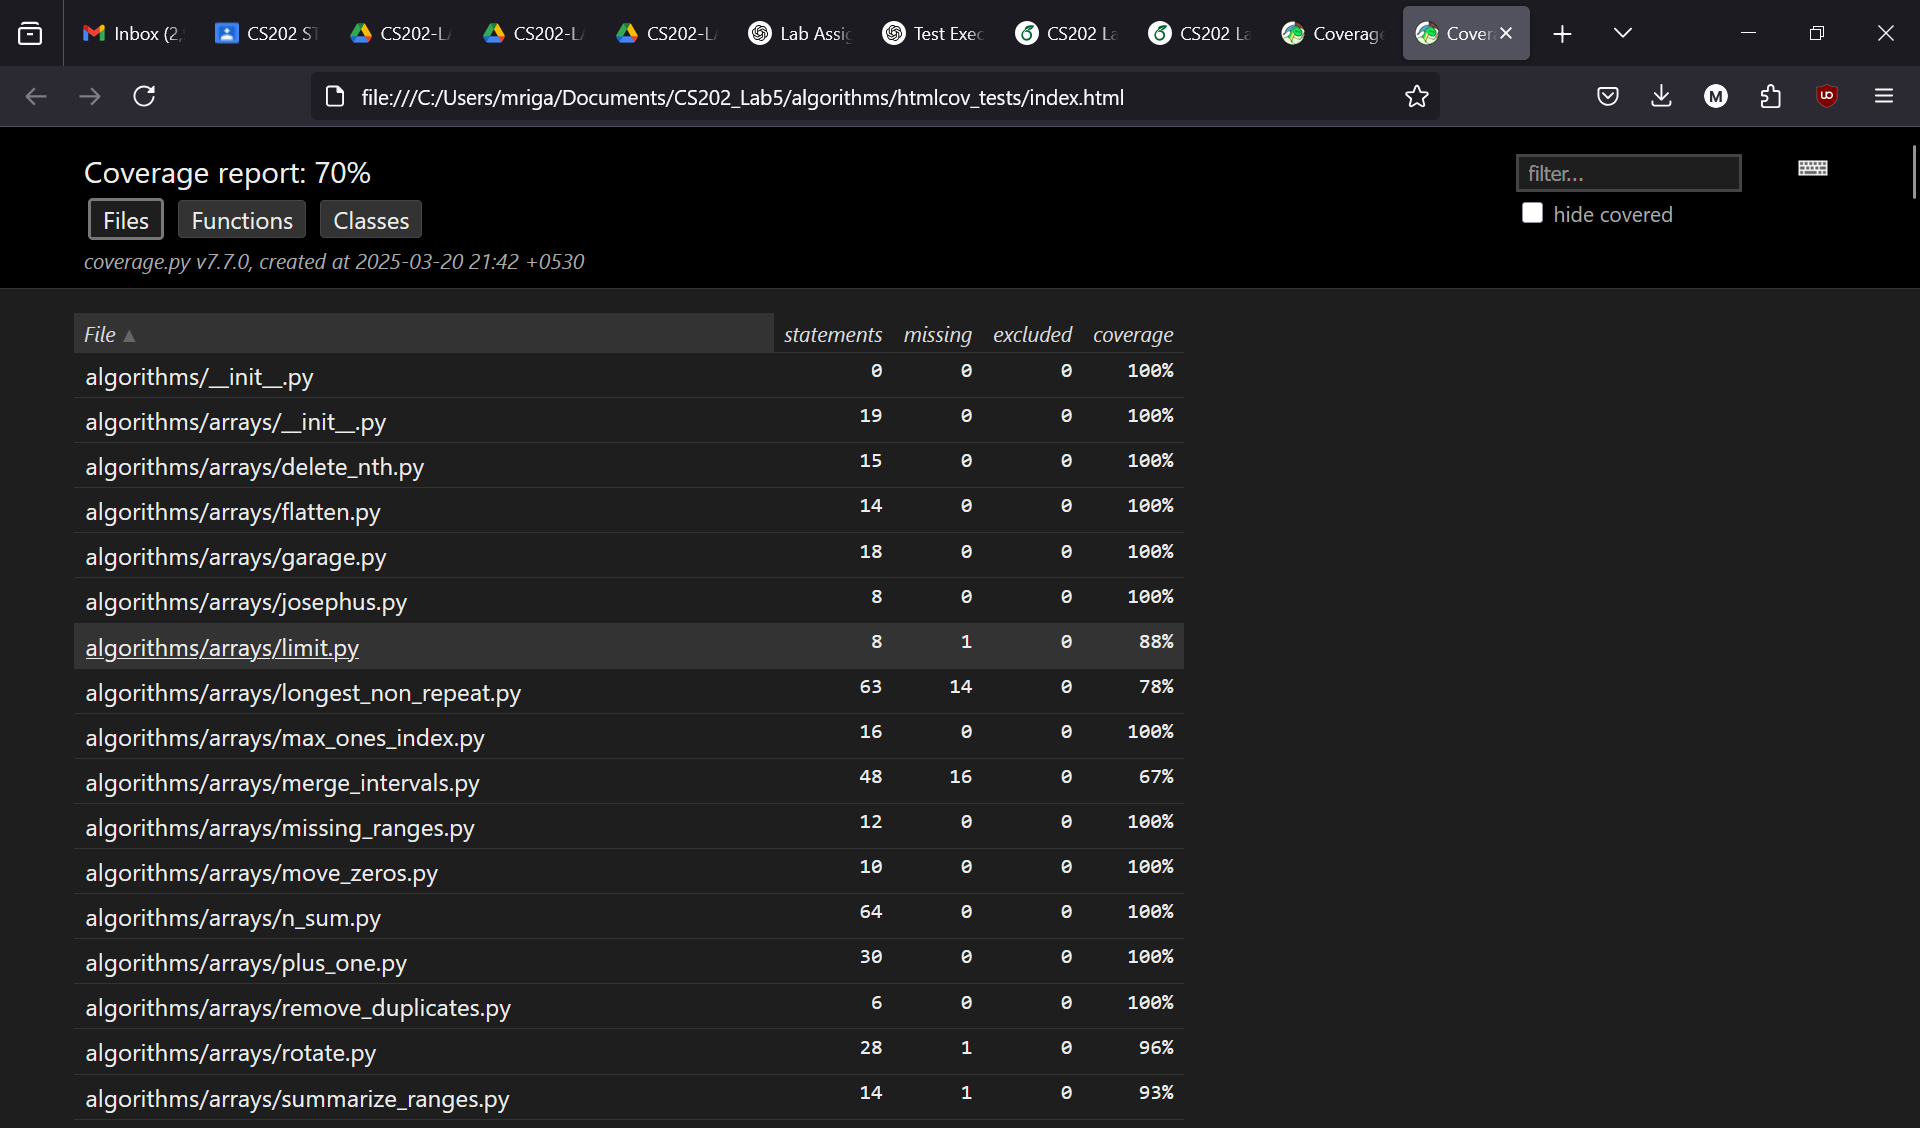 Inbox (2, CS202 ST CS202-LA CS202-LA CS202-LA Lab Assig Test Exec CS202 La CS202 La Coverag Cover
file:///C:/Users/mriga/Documents/CS202_Lab5/algorithms/htmlcov_tests/index.html M
Coverage report: 70%
filter...
hide covered
Files Functions Classes
coverage.py v7.7.0, created at 2025-03-20 21:42 +0530
File ▲ statements missing excluded coverage
algorithms/__init__.py 0 0 0 100%
algorithms/arrays/__init__.py 19 0 0 100%
algorithms/arrays/delete_nth.py 15 0 0 100%
algorithms/arrays/flatten.py 14 0 0 100%
algorithms/arrays/garage.py 18 0 0 100%
algorithms/arrays/josephus.py 8 0 0 100%
algorithms/arrays/limit.py 8 1 0 88%
algorithms/arrays/longest_non_repeat.py 63 14 0 78%
algorithms/arrays/max_ones_index.py 16 0 0 100%
algorithms/arrays/merge_intervals.py 48 16 0 67%
algorithms/arrays/missing_ranges.py 12 0 0 100%
algorithms/arrays/move_zeros.py 10 0 0 100%
algorithms/arrays/n_sum.py 64 0 0 100%
algorithms/arrays/plus_one.py 30 0 0 100%
algorithms/arrays/remove_duplicates.py 6 0 0 100%
algorithms/arrays/rotate.py 28 1 0 96%
algorithms/arrays/summarize_ranges.py 14 1 0 93%